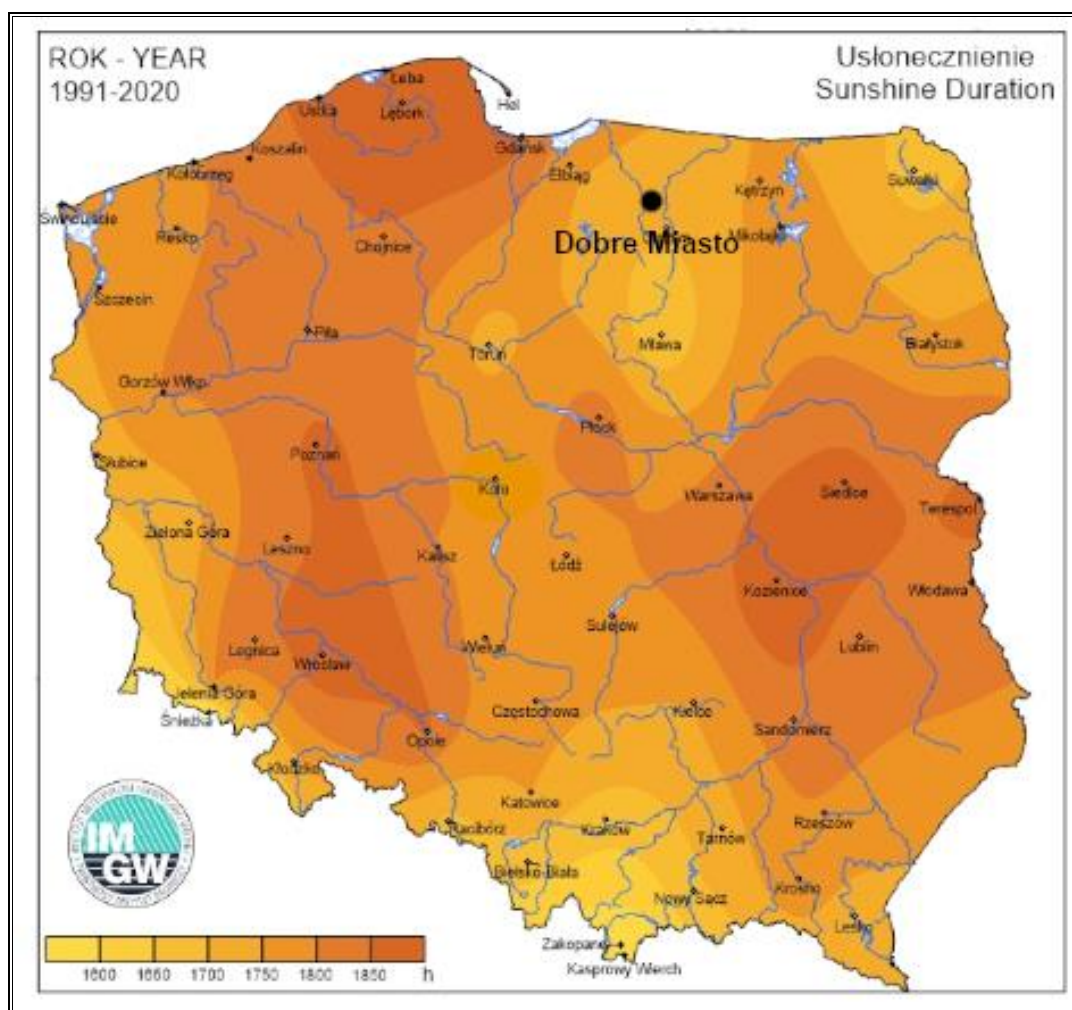 ROK - YEAR
1991-2020
Usłonecznienie
Sunshine Duration
Łeba
Ustka
Lębork
Hel
Koszalin
Gdańsk
Kołobrzeg
Elbląg
Kętrzyn
Suwałki
Świnoujście
Resko
Chojnice
Dobre Miasto
Mikołajki
Szczecin
Piła
Toruń
Mława
Białystok
Gorzów Wlkp
Płock
Poznań
Słubice
Koło
Warszawa
Siedlce
Terespol
Zielona Góra
Leszno
Kalisz
Łódź
Kozienice
Włodawa
Sulejów
Legnica
Wrocław
Wieluń
Lublin
Jelenia Góra
Śnieżka
Częstochowa
Kielce
Sandomierz
Opole
Kłodzko
Katowice
Racibórz
Kraków
Tarnów
Rzeszów
Bielsko-Biała
Nowy Sącz
Krosno
Lesko
Zakopane
Kasprowy Wierch
IMGW
1600 1650 1700 1750 1800 1850 h